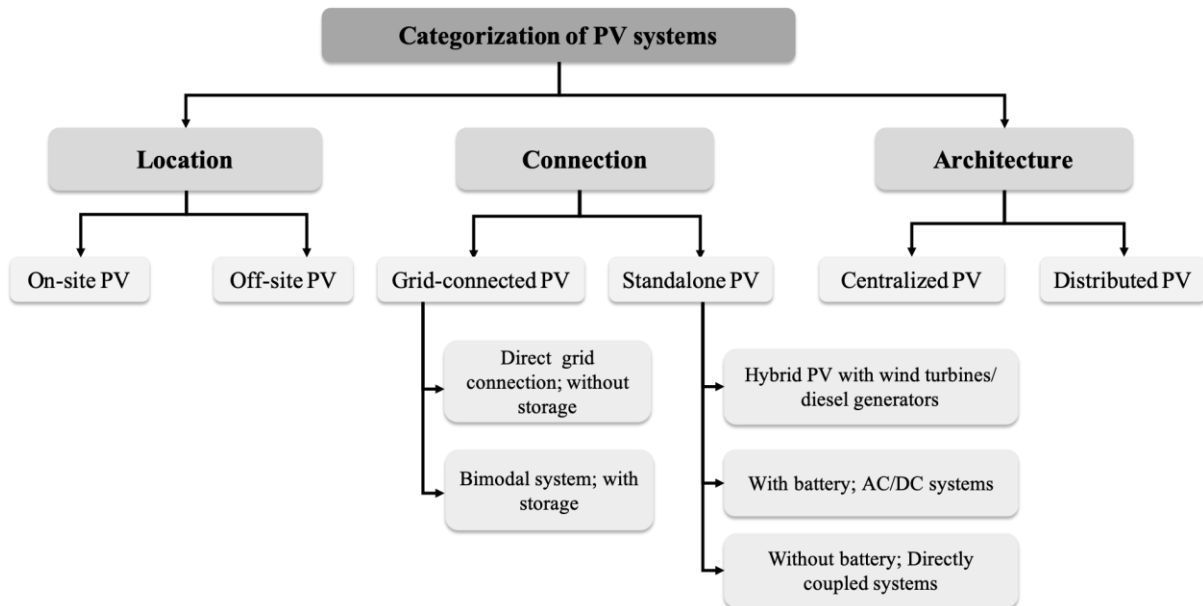 Categorization of PV systems
Location
Connection
Architecture
On-site PV
Off-site PV
Grid-connected PV
Standalone PV
Centralized PV
Distributed PV
Direct grid
connection; without
storage
Bimodal system; with
storage
Hybrid PV with wind turbines/
diesel generators
With battery; AC/DC systems
Without battery; Directly
coupled systems